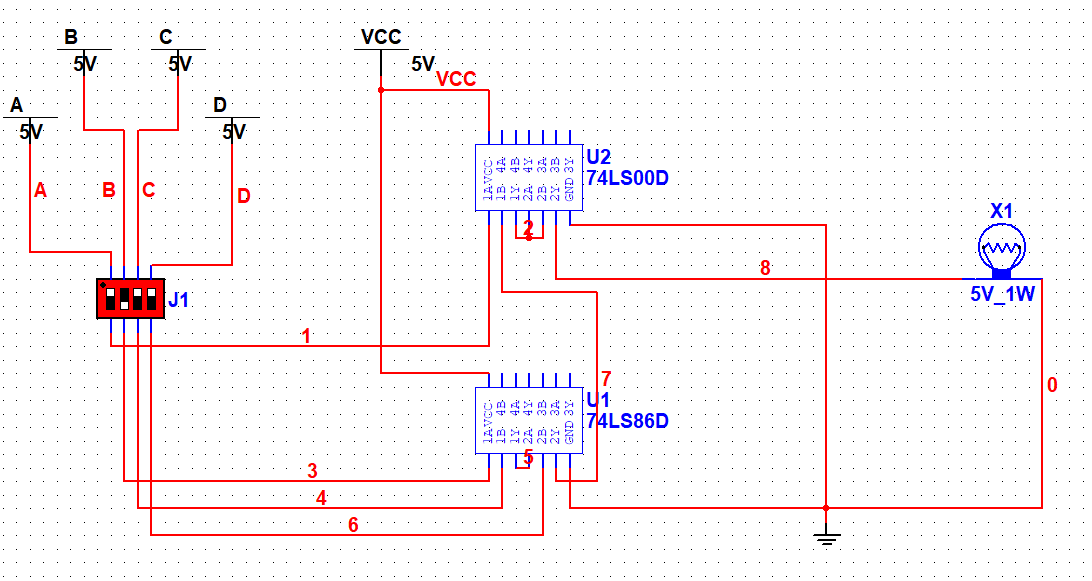 B
C
VCC
5V
5V
5V
VCC
A
D
5V
5V
1A VCC
1B 4A
1Y 4B
2A 4Y
2B 3A
2Y 3B
GND 3Y
U2
74LS00D
A
B
C
D
2
X1
8
5V_1W
J1
1
7
0
1A VCC
1B 4B
1Y 4A
2A 4Y
2B 3B
2Y 3A
GND 3Y
U1
74LS86D
5
3
4
6